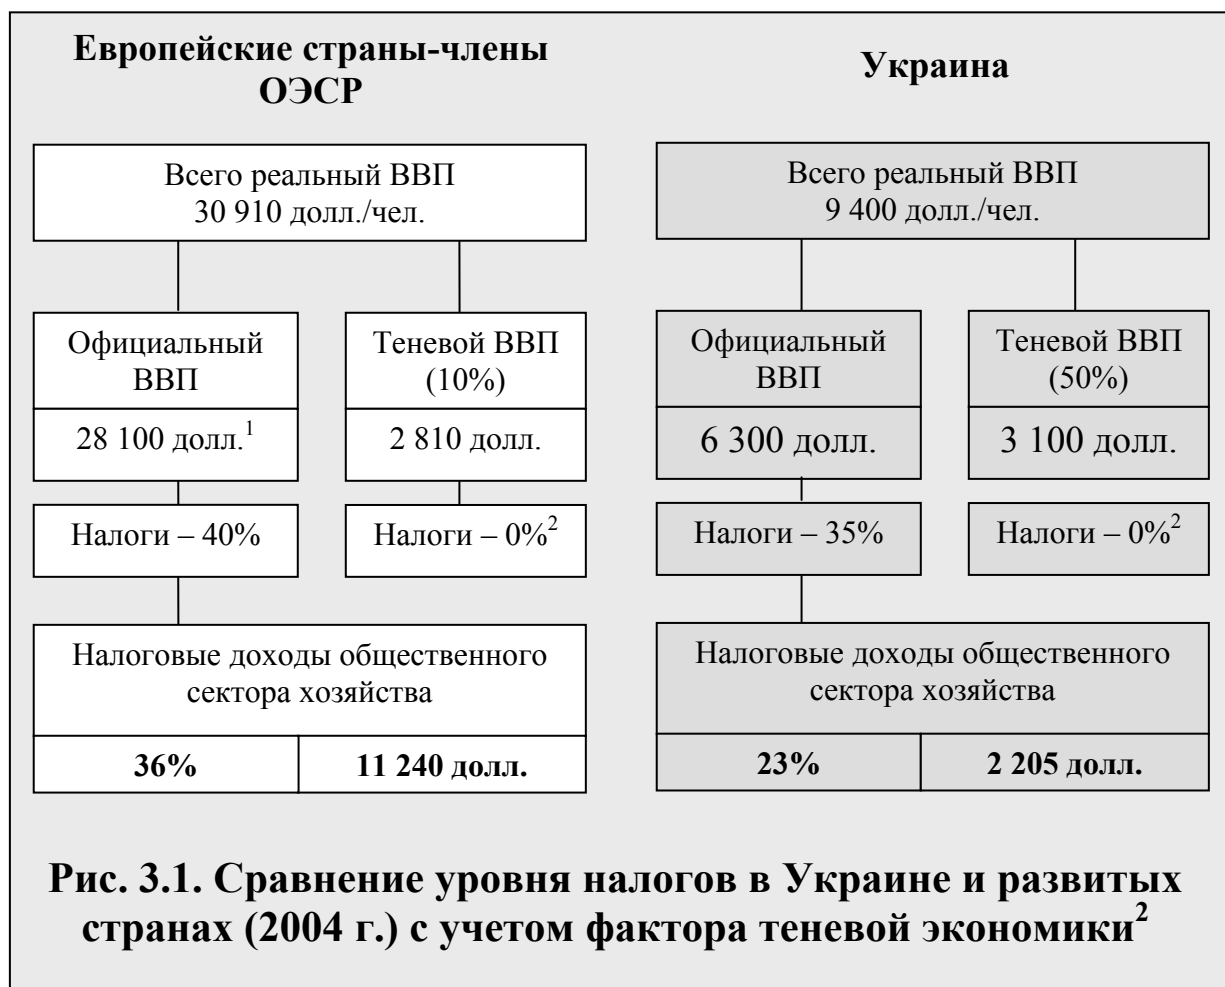 Европейские страны-члены
ОЭСР
Всего реальный ВВП
30 910 долл./чел.
Официальный
ВВП
28 100 долл.¹
Налоги – 40%
Теневой ВВП
(10%)
2 810 долл.
Налоги – 0%²
Налоговые доходы общественного
сектора хозяйства
36%
11 240 долл.
Украина
Всего реальный ВВП
9 400 долл./чел.
Официальный
ВВП
6 300 долл.
Налоги – 35%
Теневой ВВП
(50%)
3 100 долл.
Налоги – 0%²
Налоговые доходы общественного
сектора хозяйства
23%
2 205 долл.
Рис. 3.1. Сравнение уровня налогов в Украине и развитых
странах (2004 г.) с учетом фактора теневой экономики²